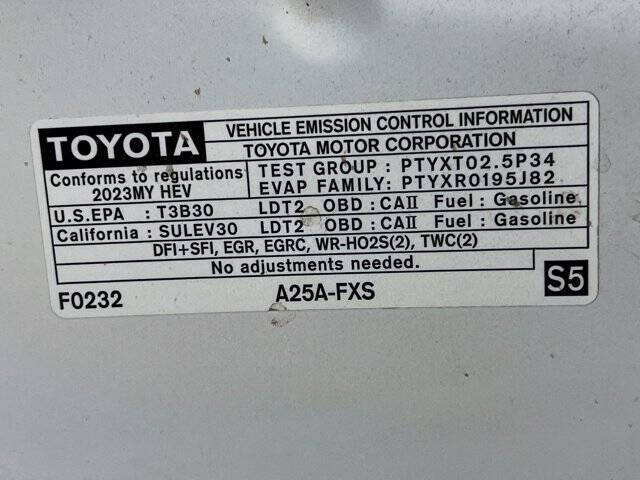 TOYOTA
VEHICLE EMISSION CONTROL INFORMATION
TOYOTA MOTOR CORPORATION
Conforms to regulations
2023MY HEV
TEST GROUP : PTYXT02.5P34
EVAP FAMILY: PTYXR0195J82
U.S.EPA : T3B30 LDT2 OBD : CAII Fuel : Gasoline
California : SULEV30 LDT2 OBD : CAII Fuel : Gasoline
DFI+SFI, EGR, EGRC, WR-HO2S(2), TWC(2)
No adjustments needed.
F0232 A25A-FXS S5